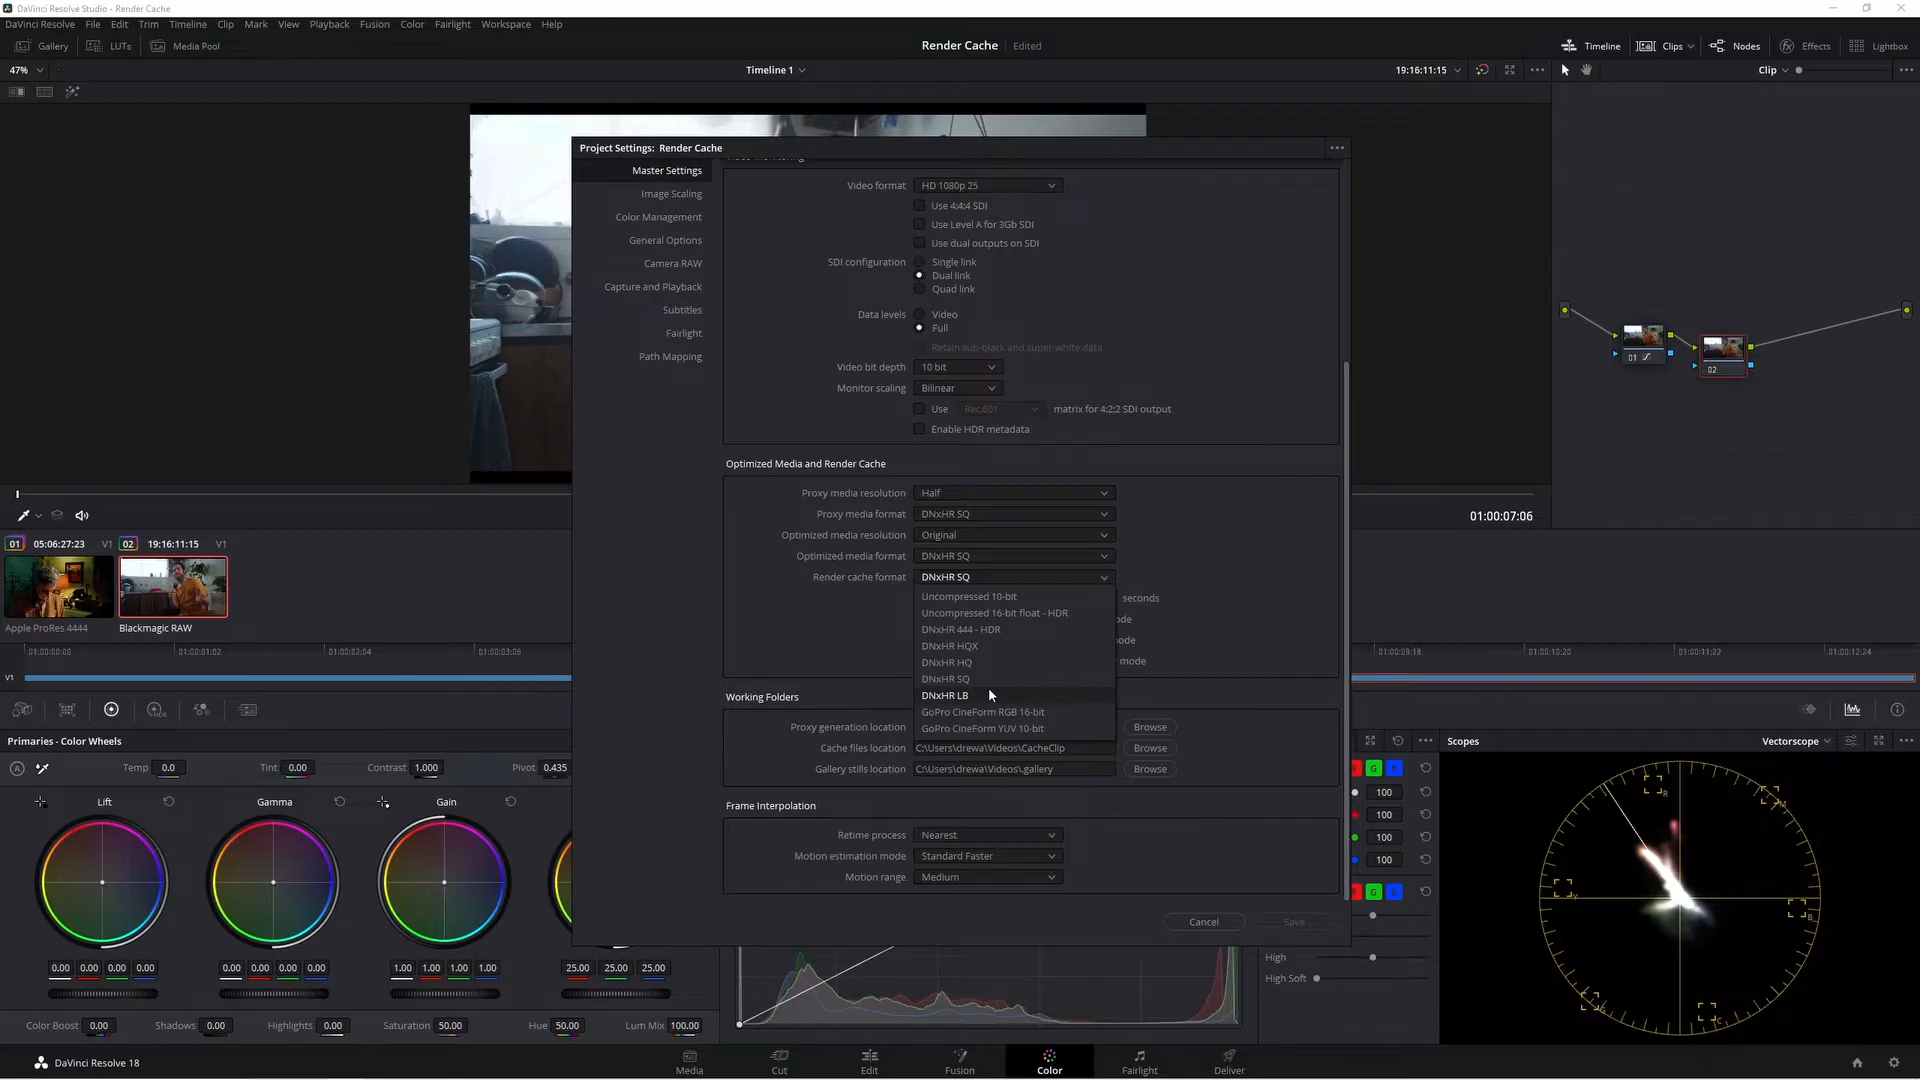 DaVinci Resolve Studio - Render Cache
DaVinci Resolve File Edit Trim Timeline Clip Mark View Playback Fusion Color Fairlight Workspace Help
Gallery LUTs Media Pool
Render Cache Edited
Timeline Clips Nodes Effects Lightbox
47%
Timeline 1
19:16:11:15
Clip
Project Settings: Render Cache
Master Settings
Image Scaling
Color Management
General Options
Camera RAW
Capture and Playback
Subtitles
Fairlight
Path Mapping
Video format HD 1080p 25
Use 4:4:4 SDI
Use Level A for 3Gb SDI
Use dual outputs on SDI
SDI configuration Single link
Dual link
Quad link
Data levels Video
Full
Retain sub-black and super-white data
Video bit depth 10 bit
Monitor scaling Bilinear
Use Rec.601 matrix for 4:2:2 SDI output
Enable HDR metadata
Optimized Media and Render Cache
Proxy media resolution Half
Proxy media format DNxHR SQ
Optimized media resolution Original
Optimized media format DNxHR SQ
Render cache format DNxHR SQ
Uncompressed 10-bit
seconds
Uncompressed 16-bit float - HDR
ode
DNxHR 444 - HDR
ode
DNxHR HQX
DNxHR HQ
mode
DNxHR SQ
DNxHR LB
GoPro CineForm RGB 16-bit
GoPro CineForm YUV 10-bit
Working Folders
Proxy generation location Browse
Cache files location C:\Users\drewa\Videos\CacheClip Browse
Gallery stills location C:\Users\drewa\Videos\.gallery Browse
Frame Interpolation
Retime process Nearest
Motion estimation mode Standard Faster
Motion range Medium
Cancel Save
01
02
01:00:07:06
01 05:06:27:23 V1 02 19:16:11:15 V1
Apple ProRes 4444 Blackmagic RAW
01:00:00:00 01:00:01:02 01:00:02:04 01:00:03:06 01:00:09:18 01:00:10:20 01:00:11:22 01:00:12:24
V1
HDR
Primaries - Color Wheels
A Temp 0.0 Tint 0.00 Contrast 1.000 Pivot 0.435
Lift Gamma Gain
0.00 0.00 0.00 0.00 0.00 0.00 0.00 0.00 1.00 1.00 1.00 1.00 25.00 25.00 25.00
Color Boost 0.00 Shadows 0.00 Highlights 0.00 Saturation 50.00 Hue 50.00 Lum Mix 100.00
G B
100
100
100
100
G B
High
High Soft
Scopes Vectorscope
R
M
B
C
G
Y
DaVinci Resolve 18
Media Cut Edit Fusion Color Fairlight Deliver